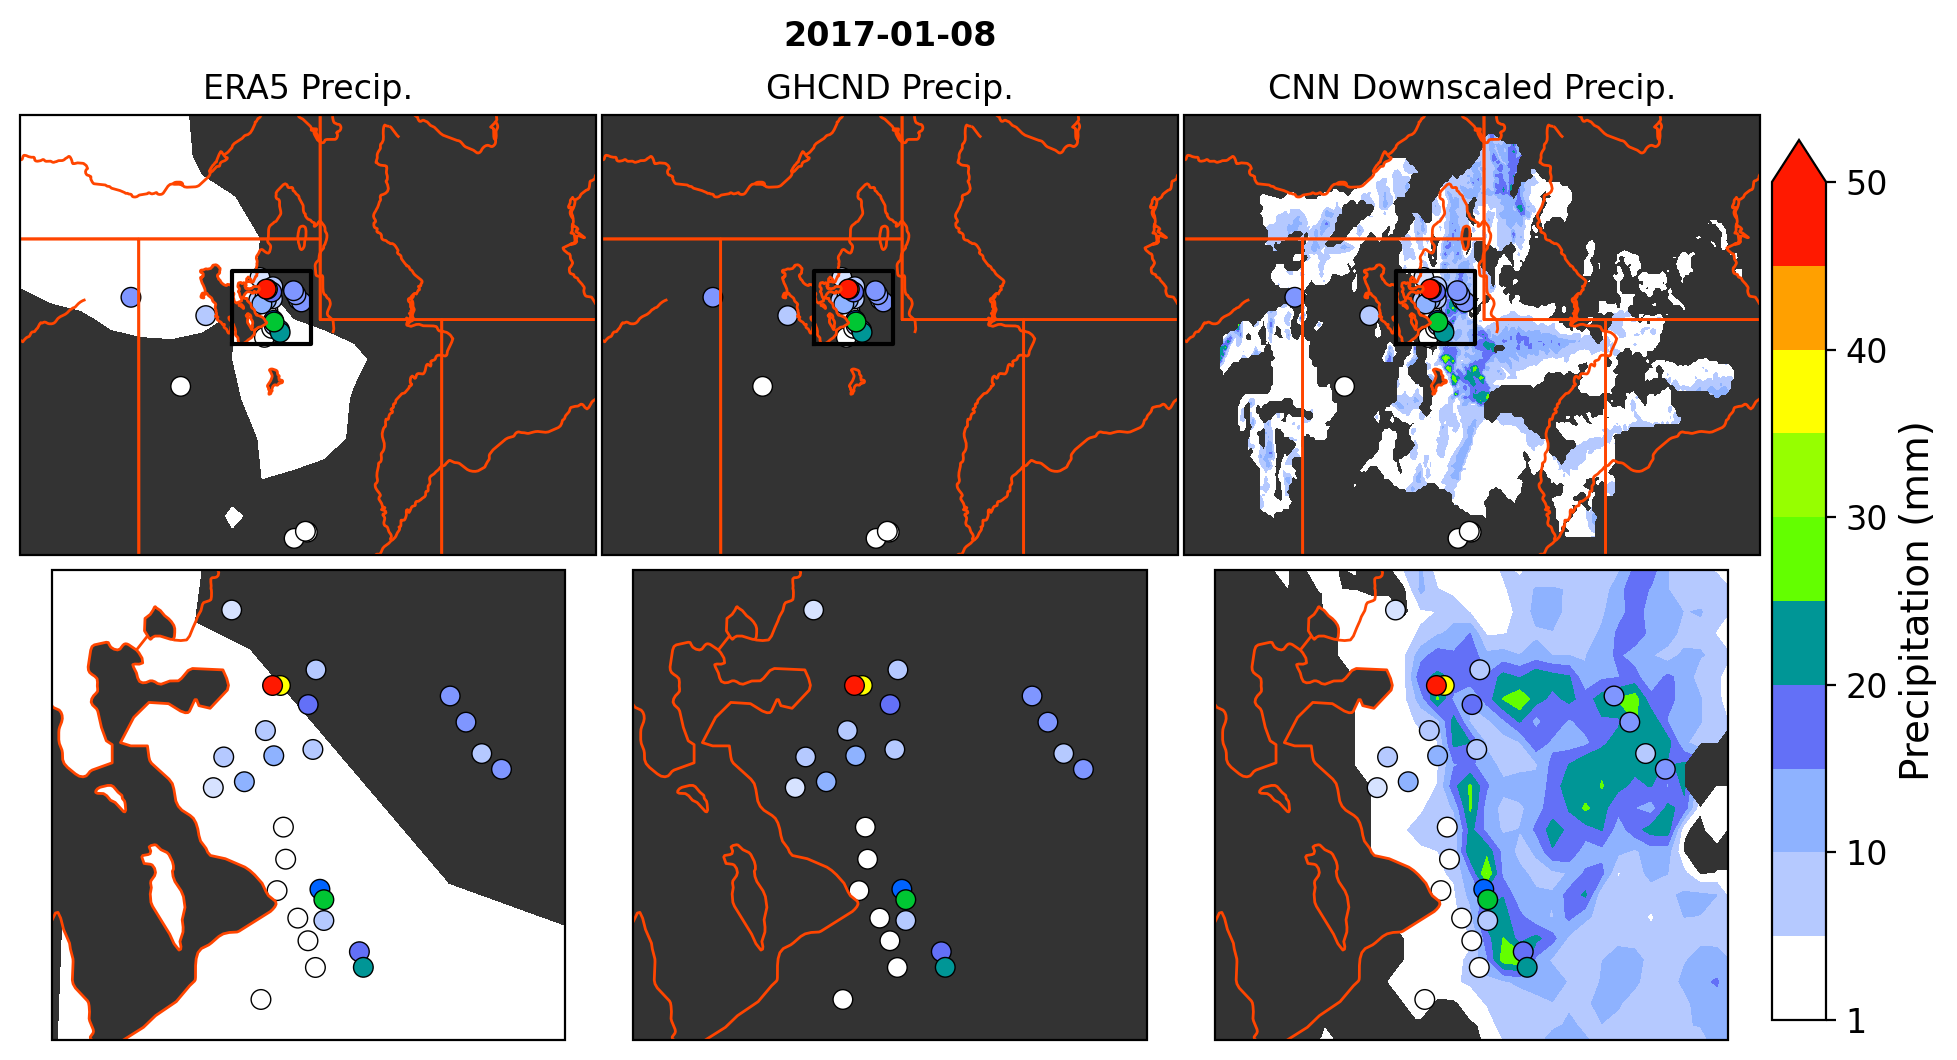 2017-01-08
ERA5 Precip.
GHCND Precip.
CNN Downscaled Precip.
50
40
30
20
10
1
Precipitation (mm)